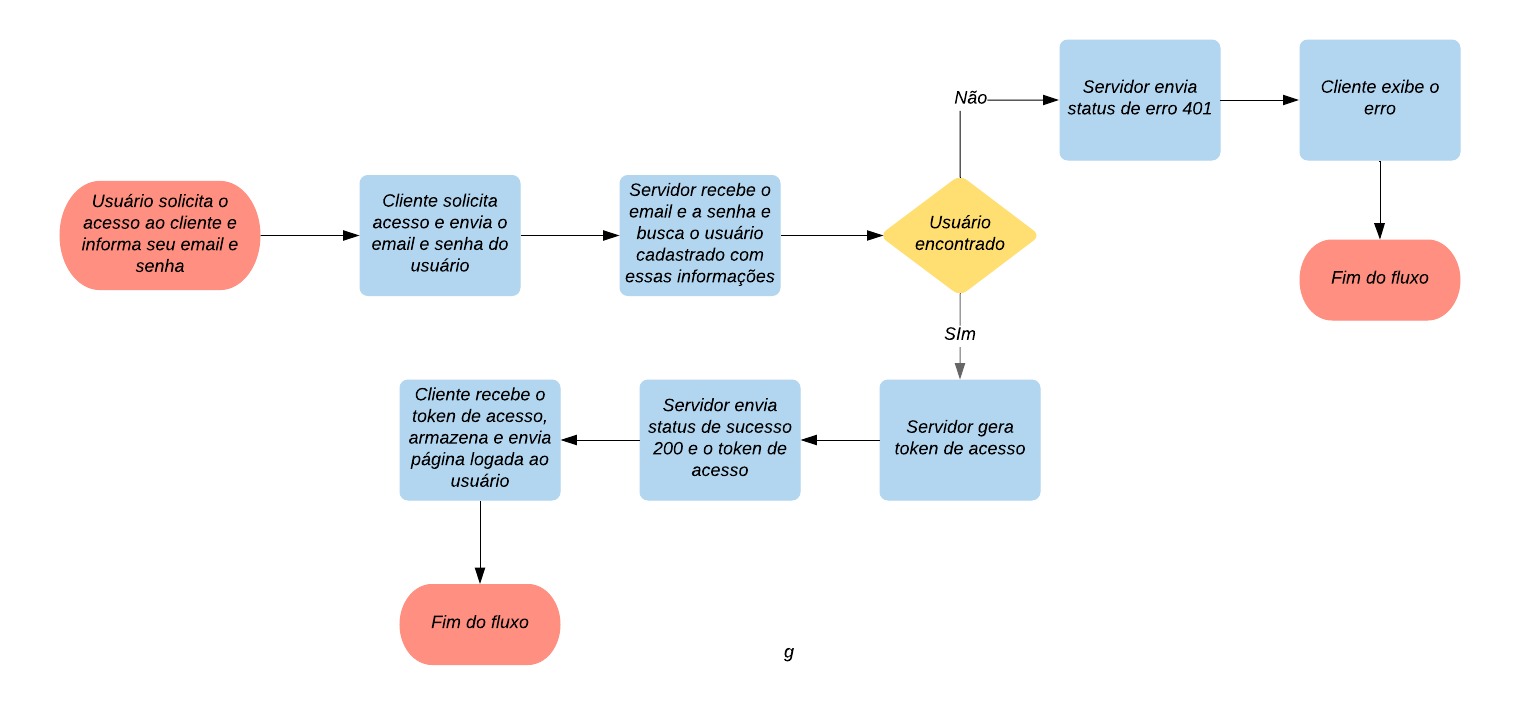 Usuário solicita o
acesso ao cliente e
informa seu email e
senha
Cliente solicita
acesso e envia o
email e senha do
usuário
Servidor recebe o
email e a senha e
busca o usuário
cadastrado com
essas informações
Usuário
encontrado
Não
Servidor envia
status de erro 401
Cliente exibe o
erro
Fim do fluxo
SIm
Servidor gera
token de acesso
Servidor envia
status de sucesso
200 e o token de
acesso
Cliente recebe o
token de acesso,
armazena e envia
página logada ao
usuário
Fim do fluxo
g